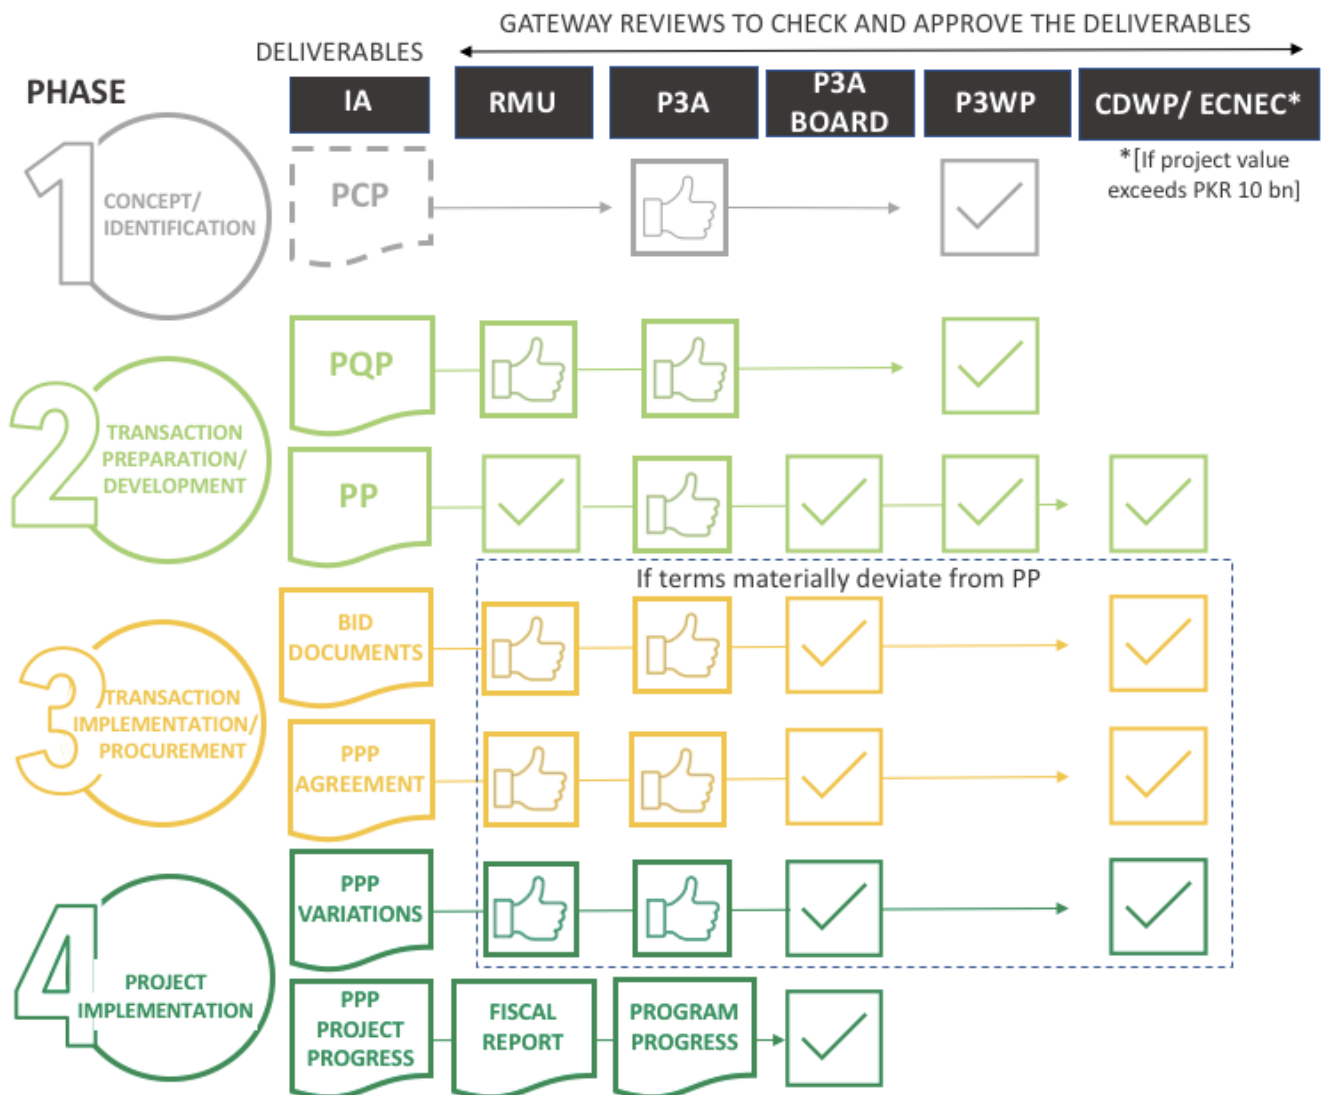 GATEWAY REVIEWS TO CHECK AND APPROVE THE DELIVERABLES
DELIVERABLES
PHASE
IA
RMU
P3A
P3A
BOARD
P3WP
CDWP/ ECNEC*
*[If project value
exceeds PKR 10 bn]
1
CONCEPT/
IDENTIFICATION
PCP
2
TRANSACTION
PREPARATION/
DEVELOPMENT
PQP
PP
If terms materially deviate from PP
3
TRANSACTION
IMPLEMENTATION/
PROCUREMENT
BID
DOCUMENTS
PPP
AGREEMENT
4
PROJECT
IMPLEMENTATION
PPP
VARIATIONS
PPP
PROJECT
PROGRESS
FISCAL
REPORT
PROGRAM
PROGRESS